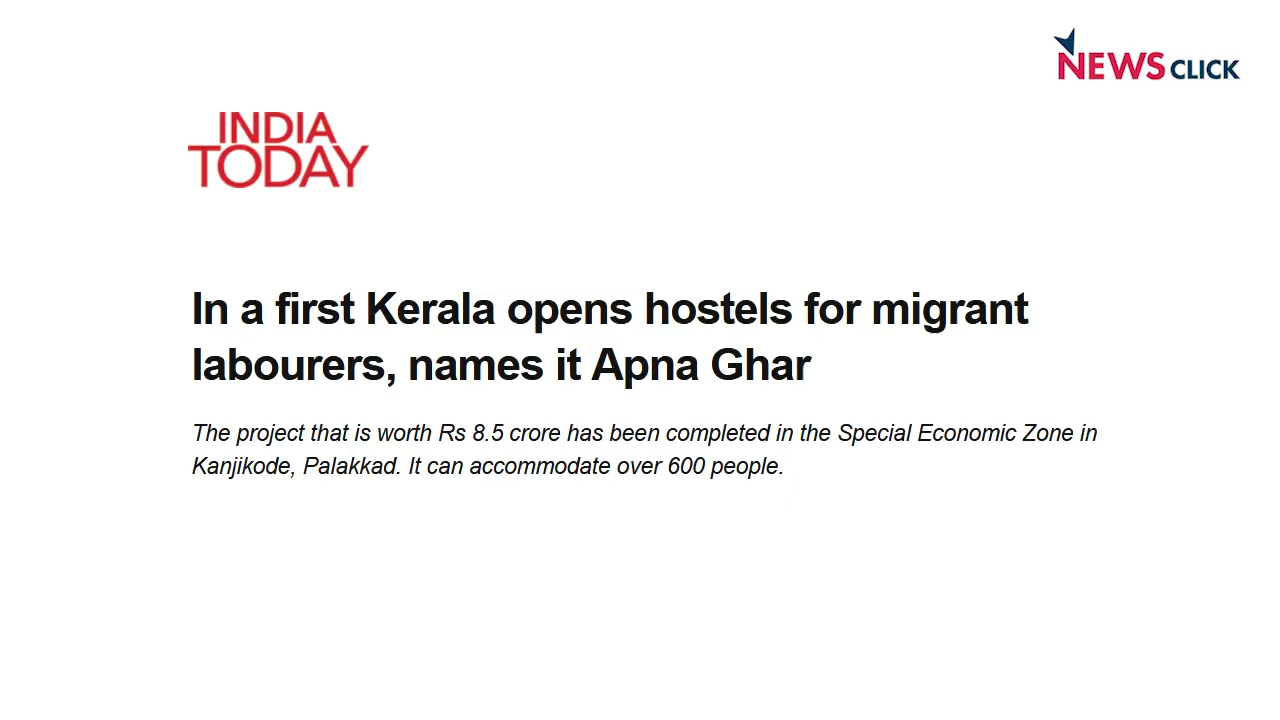 NEWSCLICK
INDIA
TODAY
In a first Kerala opens hostels for migrant
labourers, names it Apna Ghar
The project that is worth Rs 8.5 crore has been completed in the Special Economic Zone in
Kanjikode, Palakkad. It can accommodate over 600 people.